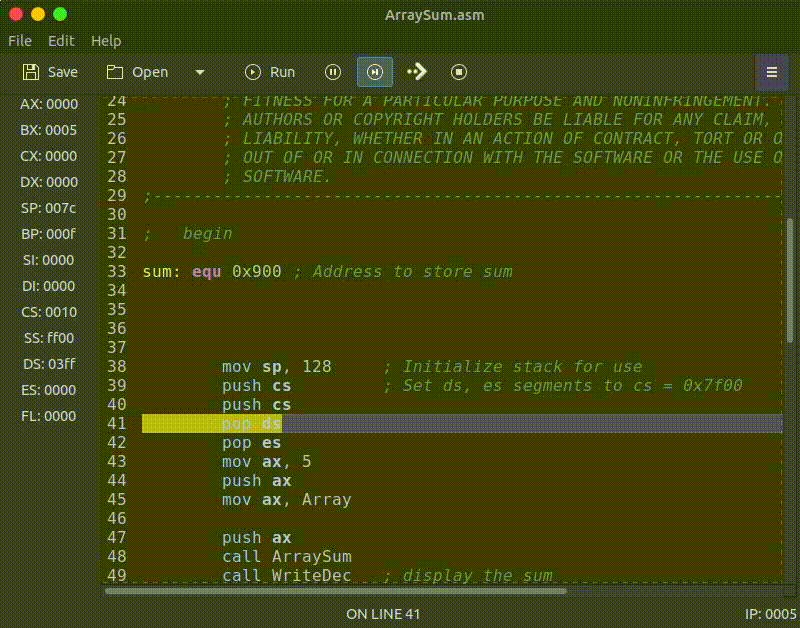 ArraySum.asm
File Edit Help
Save Open Run
AX: 0000
BX: 0005
CX: 0000
DX: 0000
SP: 007c
BP: 000f
SI: 0000
DI: 0000
CS: 0010
SS: ff00
DS: 03ff
ES: 0000
FL: 0000
24 ; FITNESS FOR A PARTICULAR PURPOSE AND NONINFRINGEMENT.
25 ; AUTHORS OR COPYRIGHT HOLDERS BE LIABLE FOR ANY CLAIM,
26 ; LIABILITY, WHETHER IN AN ACTION OF CONTRACT, TORT OR O
27 ; OUT OF OR IN CONNECTION WITH THE SOFTWARE OR THE USE O
28 ; SOFTWARE.
29 ;----------------------------------------------------------------
30
31 ; begin
32
33 sum: equ 0x900 ; Address to store sum
34
35
36
37
38 mov sp, 128 ; Initialize stack for use
39 push cs ; Set ds, es segments to cs = 0x7f00
40 push cs
41 pop ds
42 pop es
43 mov ax, 5
44 push ax
45 mov ax, Array
46
47 push ax
48 call ArraySum
49 call WriteDec ; display the sum
ON LINE 41 IP: 0005